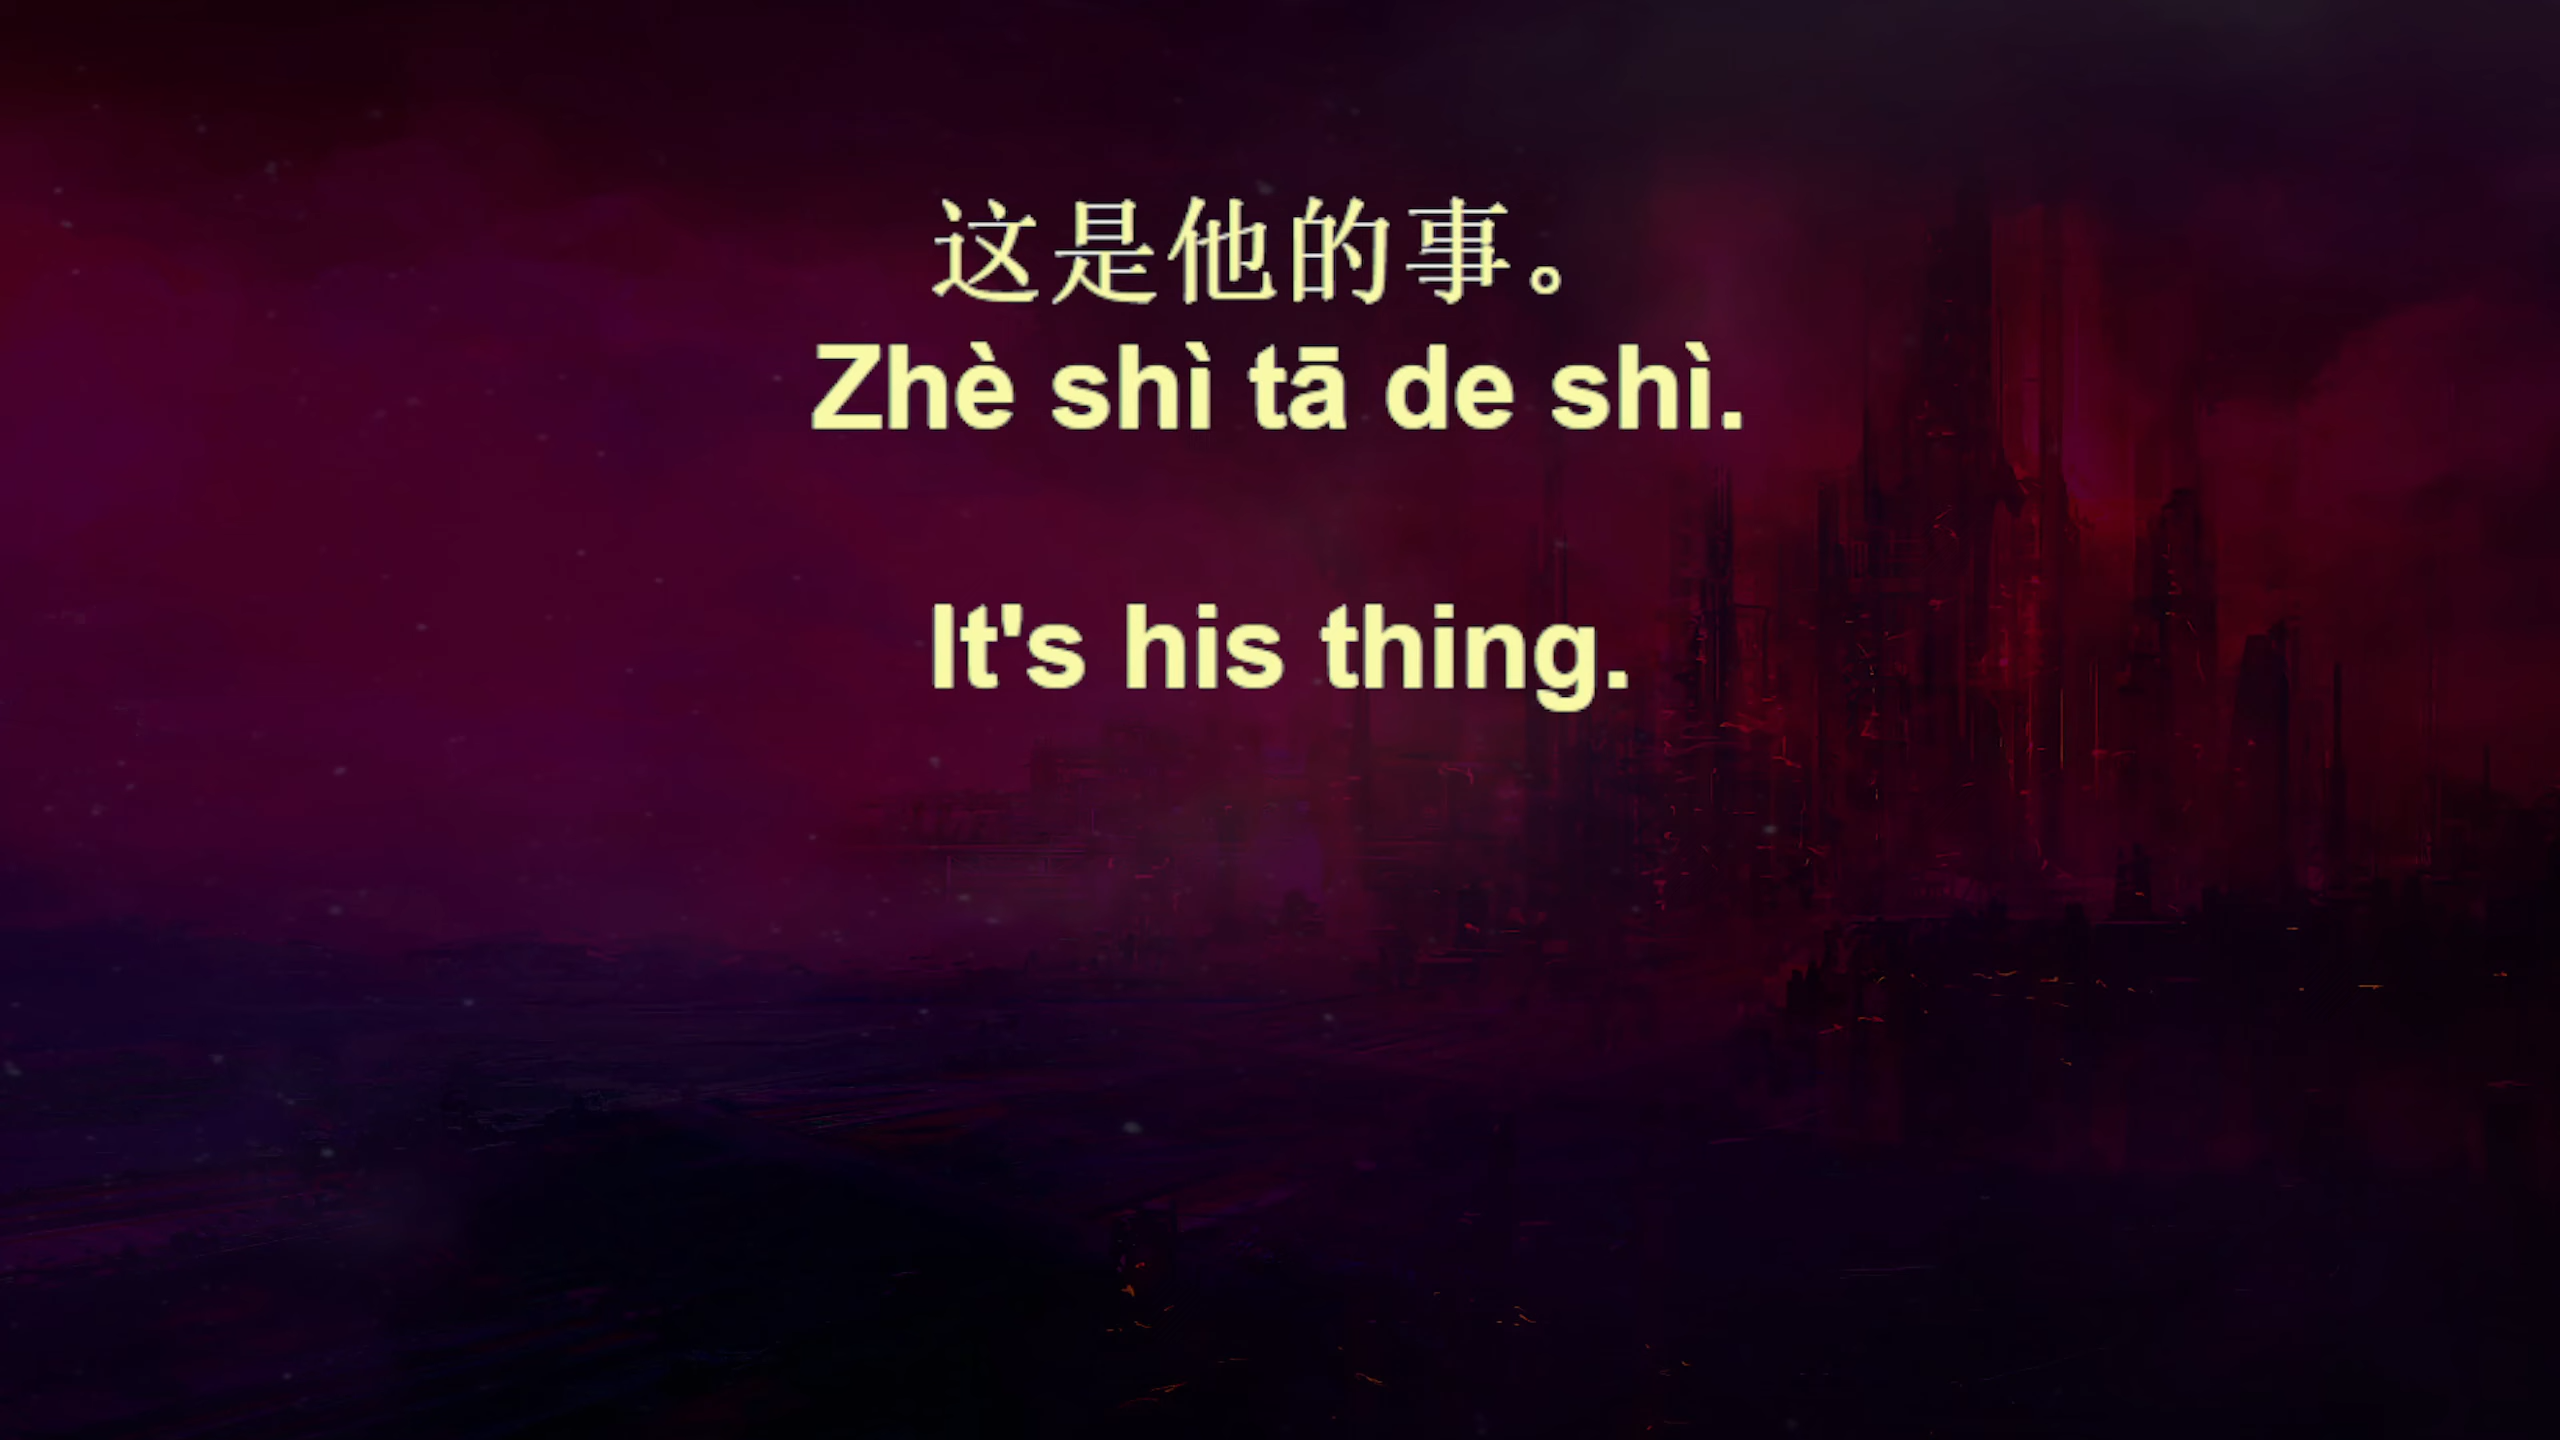 这是他的事。
Zhè shì tā de shì.
It's his thing.